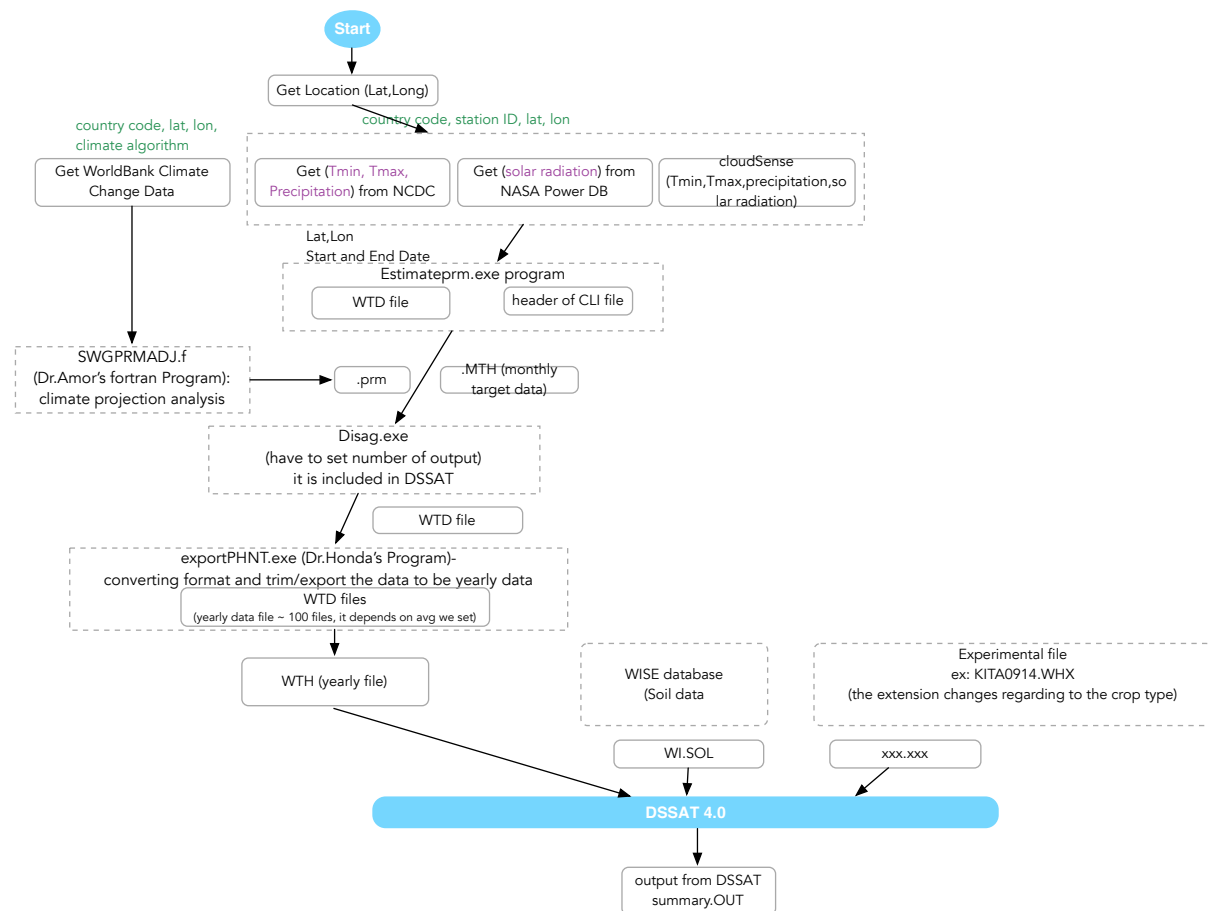 Start
Get Location (Lat,Long)
country code, station ID, lat, lon
country code, lat, lon,
climate algorithm
Get WorldBank Climate
Change Data
Get (Tmin, Tmax,
Precipitation) from NCDC
Get (solar radiation) from
NASA Power DB
cloudSense
(Tmin,Tmax,precipitation,so
lar radiation)
Lat,Lon
Start and End Date
Estimateprm.exe program
WTD file
header of CLI file
SWGPRMADJ.f
(Dr.Amor's fortran Program):
climate projection analysis
.prm
.MTH (monthly
target data)
Disag.exe
(have to set number of output)
it is included in DSSAT
WTD file
exportPHNT.exe (Dr.Honda's Program)-
converting format and trim/export the data to be yearly data
WTD files
(yearly data file ~ 100 files, it depends on avg we set)
WTH (yearly file)
WISE database
(Soil data
Experimental file
ex: KITA0914.WHX
(the extension changes regarding to the crop type)
WI.SOL
xxx.xxx
DSSAT 4.0
output from DSSAT
summary.OUT